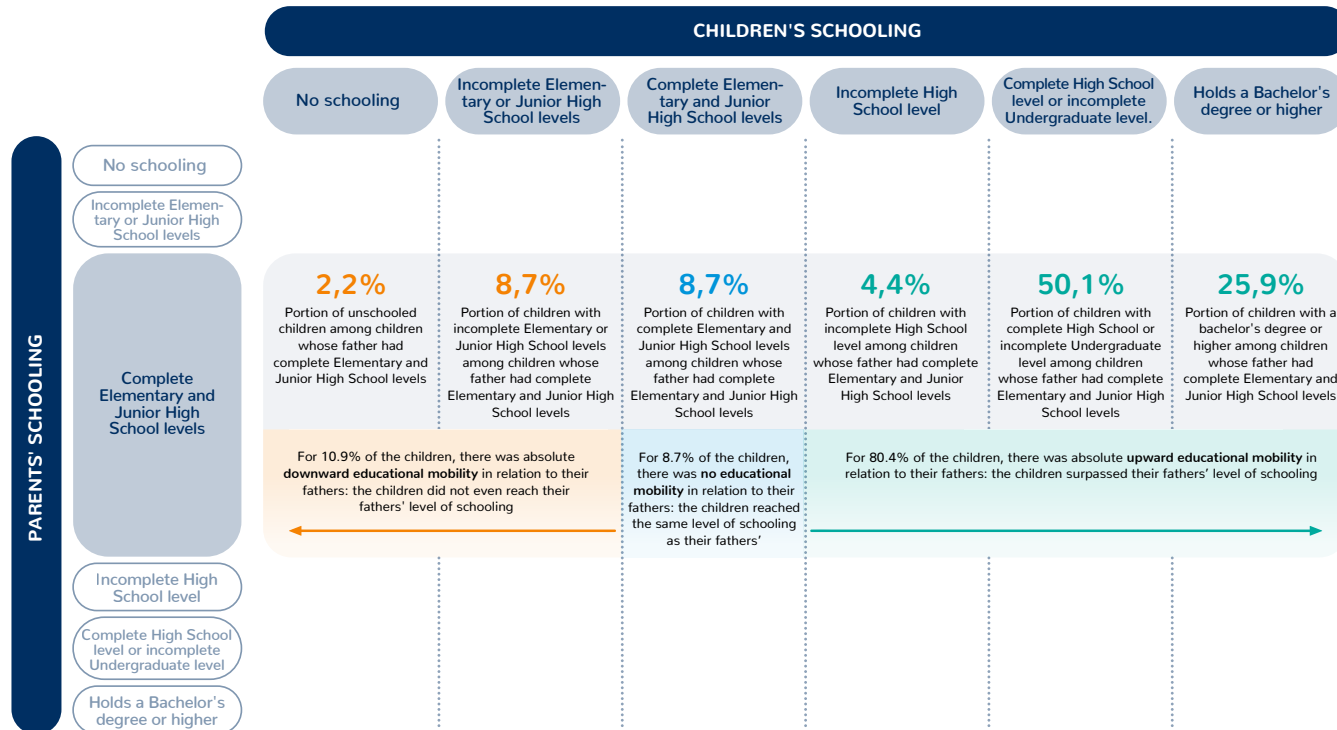 CHILDREN'S SCHOOLING
No schooling
Incomplete Elemen-
tary or Junior High
School levels
Complete Elemen-
tary and Junior
High School levels
Incomplete High
School level
Complete High School
level or incomplete
Undergraduate level.
Holds a Bachelor's
degree or higher
PARENTS' SCHOOLING
No schooling
Incomplete Elemen-
tary or Junior High
School levels
Complete
Elementary and
Junior High
School levels
2,2%
Portion of unschooled
children among children
whose father had
complete Elementary and
Junior High School levels
8,7%
Portion of children with
incomplete Elementary or
Junior High School levels
among children whose
father had complete
Elementary and Junior High
School levels
8,7%
Portion of children with
complete Elementary and
Junior High School levels
among children whose
father had complete
Elementary and Junior High
School levels
4,4%
Portion of children with
incomplete High School
level among children
whose father had complete
Elementary and Junior
High School levels
50,1%
Portion of children with
complete High School or
incomplete Undergraduate
level among children
whose father had complete
Elementary and Junior High
School levels
25,9%
Portion of children with a
bachelor's degree or
higher among children
whose father had
complete Elementary and
Junior High School levels
For 10.9% of the children, there was absolute
downward educational mobility in relation to their
fathers: the children did not even reach their
fathers' level of schooling
For 8.7% of the children,
there was no educational
mobility in relation to their
fathers: the children reached
the same level of schooling
as their fathers’
For 80.4% of the children, there was absolute upward educational mobility in
relation to their fathers: the children surpassed their fathers’ level of schooling
Incomplete High
School level
Complete High School
level or incomplete
Undergraduate level
Holds a Bachelor's
degree or higher